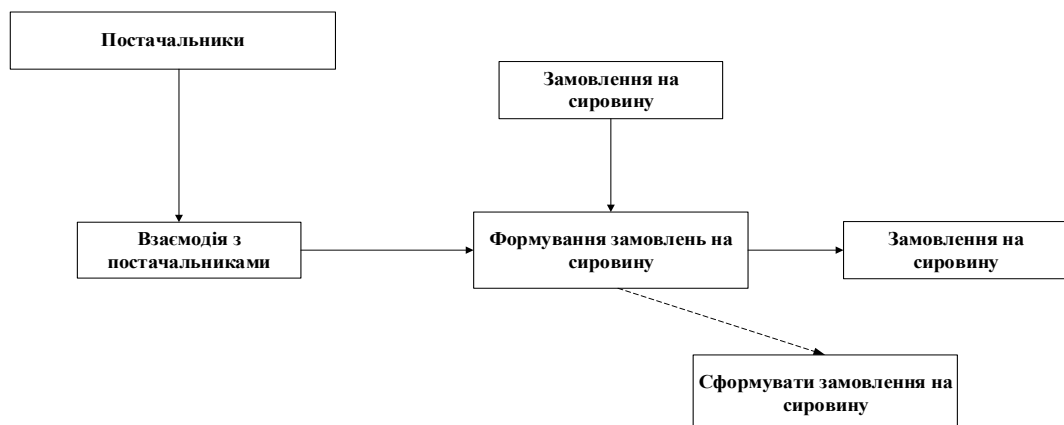 Постачальники
Замовлення на
сировину
Взаємодія з
постачальниками
Формування замовлень на
сировину
Замовлення на
сировину
Сформувати замовлення на
сировину